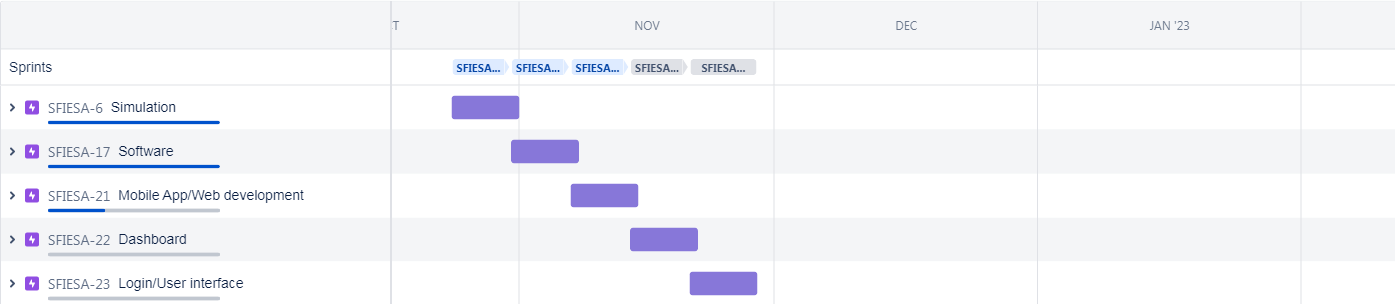 T NOV DEC JAN '23
Sprints SFIESA... SFIESA... SFIESA... SFIESA... SFIESA...
SFIESA-6 Simulation
SFIESA-17 Software
SFIESA-21 Mobile App/Web development
SFIESA-22 Dashboard
SFIESA-23 Login/User interface